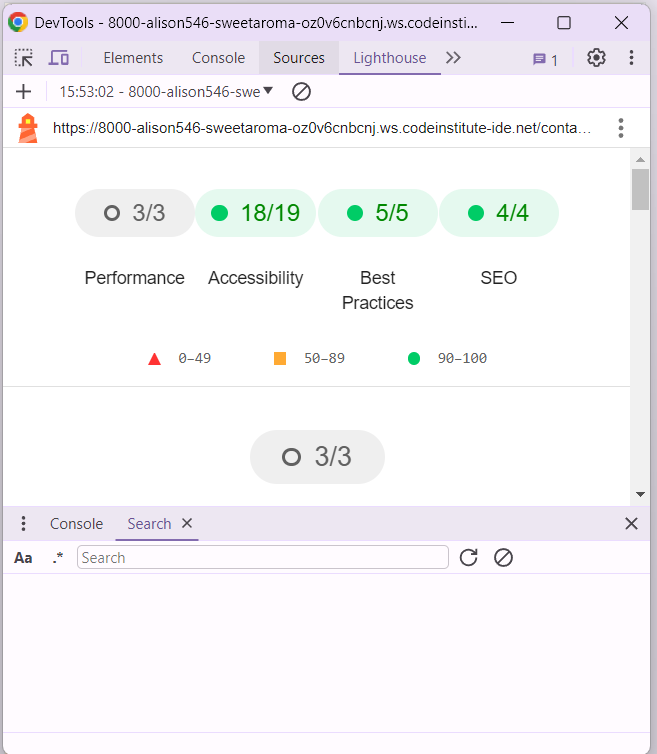 DevTools - 8000-alison546-sweetaroma-oz0v6cnbcnj.ws.codeinsti...
Elements Console Sources Lighthouse 1
15:53:02 - 8000-alison546-swe
https://8000-alison546-sweetaroma-oz0v6cnbcnj.ws.codeinstitute-ide.net/conta...
3/3 18/19 5/5 4/4
Performance Accessibility Best Practices SEO
0–49 50–89 90–100
3/3
Console Search
Aa .* Search